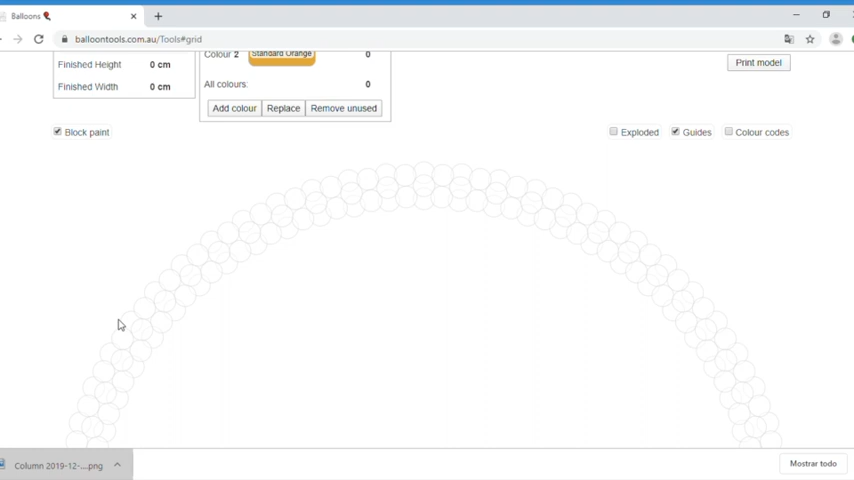 Balloons
balloontools.com.au/Tools#grid
Colour 2 Standard Orange 0
Finished Height 0 cm
Print model
Finished Width 0 cm
All colours: 0
Add colour Replace Remove unused
Block paint Exploded Guides Colour codes
Column 2019-12-....png
Mostrar todo